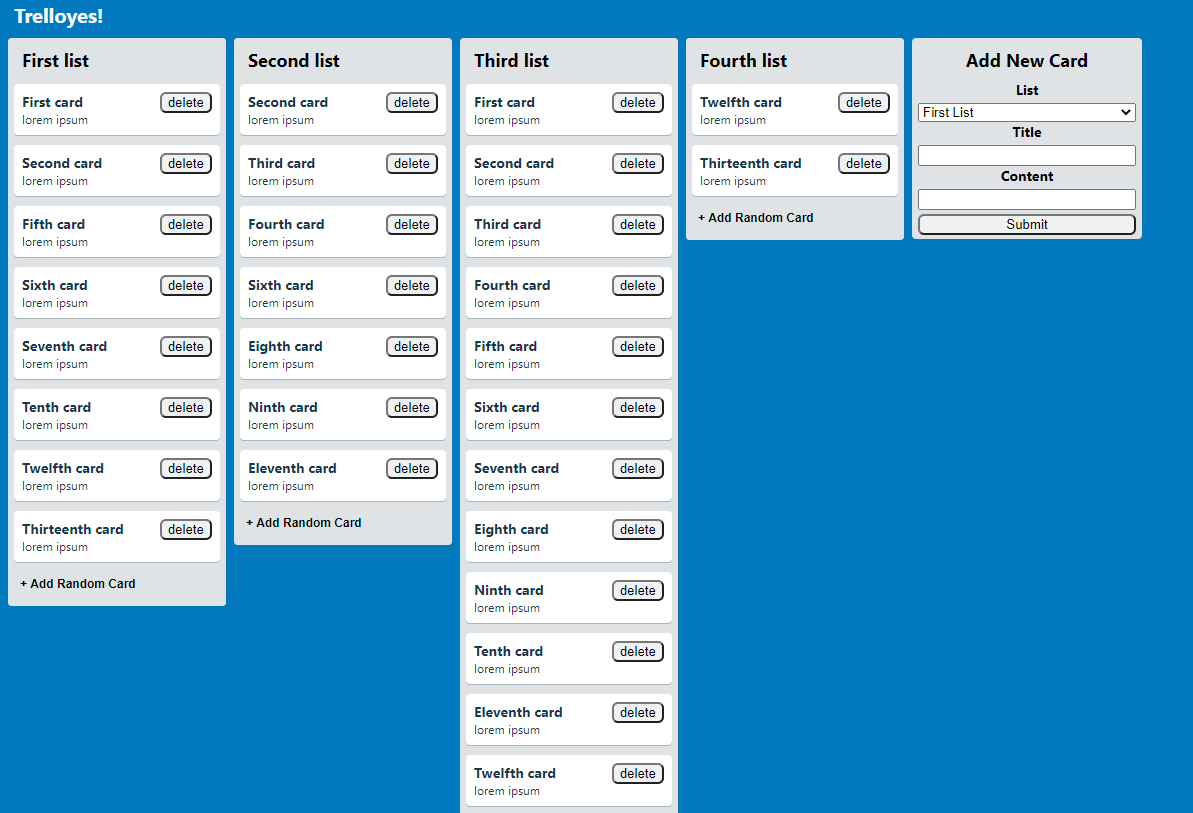 Trelloyes!
First list
First card
delete
lorem ipsum
Second card
delete
lorem ipsum
Fifth card
delete
lorem ipsum
Sixth card
delete
lorem ipsum
Seventh card
delete
lorem ipsum
Tenth card
delete
lorem ipsum
Twelfth card
delete
lorem ipsum
Thirteenth card
delete
lorem ipsum
+ Add Random Card
Second list
Second card
delete
lorem ipsum
Third card
delete
lorem ipsum
Fourth card
delete
lorem ipsum
Sixth card
delete
lorem ipsum
Eighth card
delete
lorem ipsum
Ninth card
delete
lorem ipsum
Eleventh card
delete
lorem ipsum
+ Add Random Card
Third list
First card
delete
lorem ipsum
Second card
delete
lorem ipsum
Third card
delete
lorem ipsum
Fourth card
delete
lorem ipsum
Fifth card
delete
lorem ipsum
Sixth card
delete
lorem ipsum
Seventh card
delete
lorem ipsum
Eighth card
delete
lorem ipsum
Ninth card
delete
lorem ipsum
Tenth card
delete
lorem ipsum
Eleventh card
delete
lorem ipsum
Twelfth card
delete
lorem ipsum
Fourth list
Twelfth card
delete
lorem ipsum
Thirteenth card
delete
lorem ipsum
+ Add Random Card
Add New Card
List
First List
Title
Content
Submit